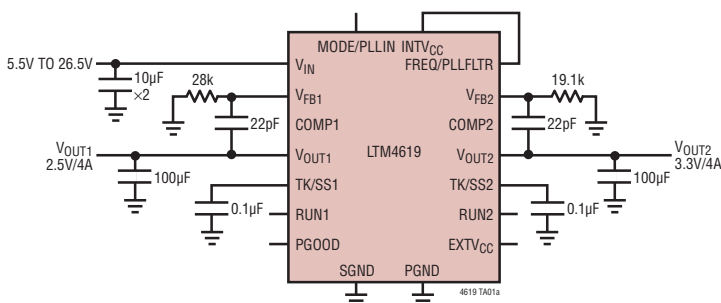 MODE/PLLIN INTVCC
5.5V TO 26.5V
VIN
FREQ/PLLFLTR
10µF
×2
28k
19.1k
VFB1
VFB2
22pF
COMP1
COMP2
22pF
VOUT1
2.5V/4A
VOUT1
LTM4619
VOUT2
VOUT2
3.3V/4A
100µF
TK/SS1
TK/SS2
100µF
0.1µF
RUN1
RUN2
0.1µF
PGOOD
EXTVCC
SGND
PGND
4619 TA01a